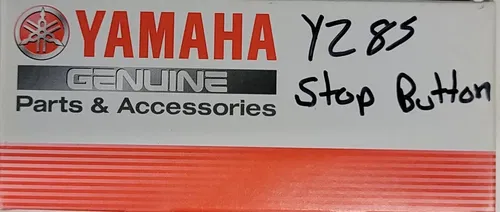 YAMAHA
GENUINE
Parts & Accessories
YZ 85
Stop Button